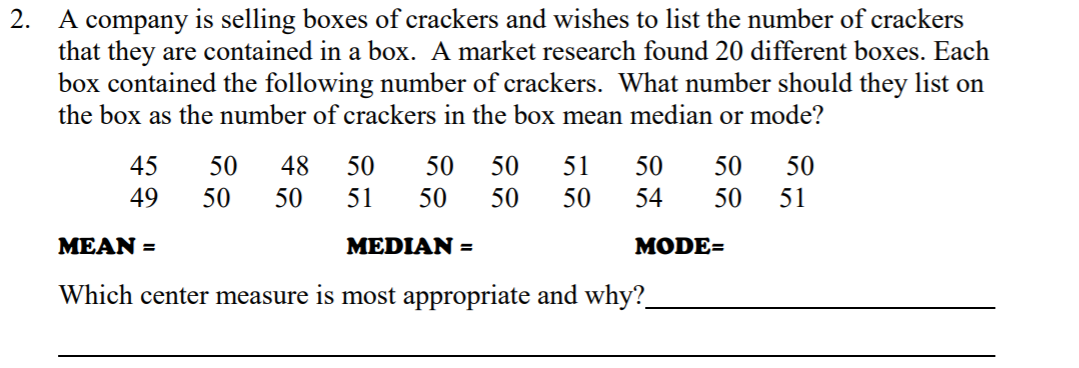 2. A company is selling boxes of crackers and wishes to list the number of crackers
that they are contained in a box. A market research found 20 different boxes. Each
box contained the following number of crackers. What number should they list on
the box as the number of crackers in the box mean median or mode?
45 50 48 50 50 50 51 50 50 50
49 50 50 51 50 50 50 54 50 51
MEAN = MEDIAN = MODE=
Which center measure is most appropriate and why?